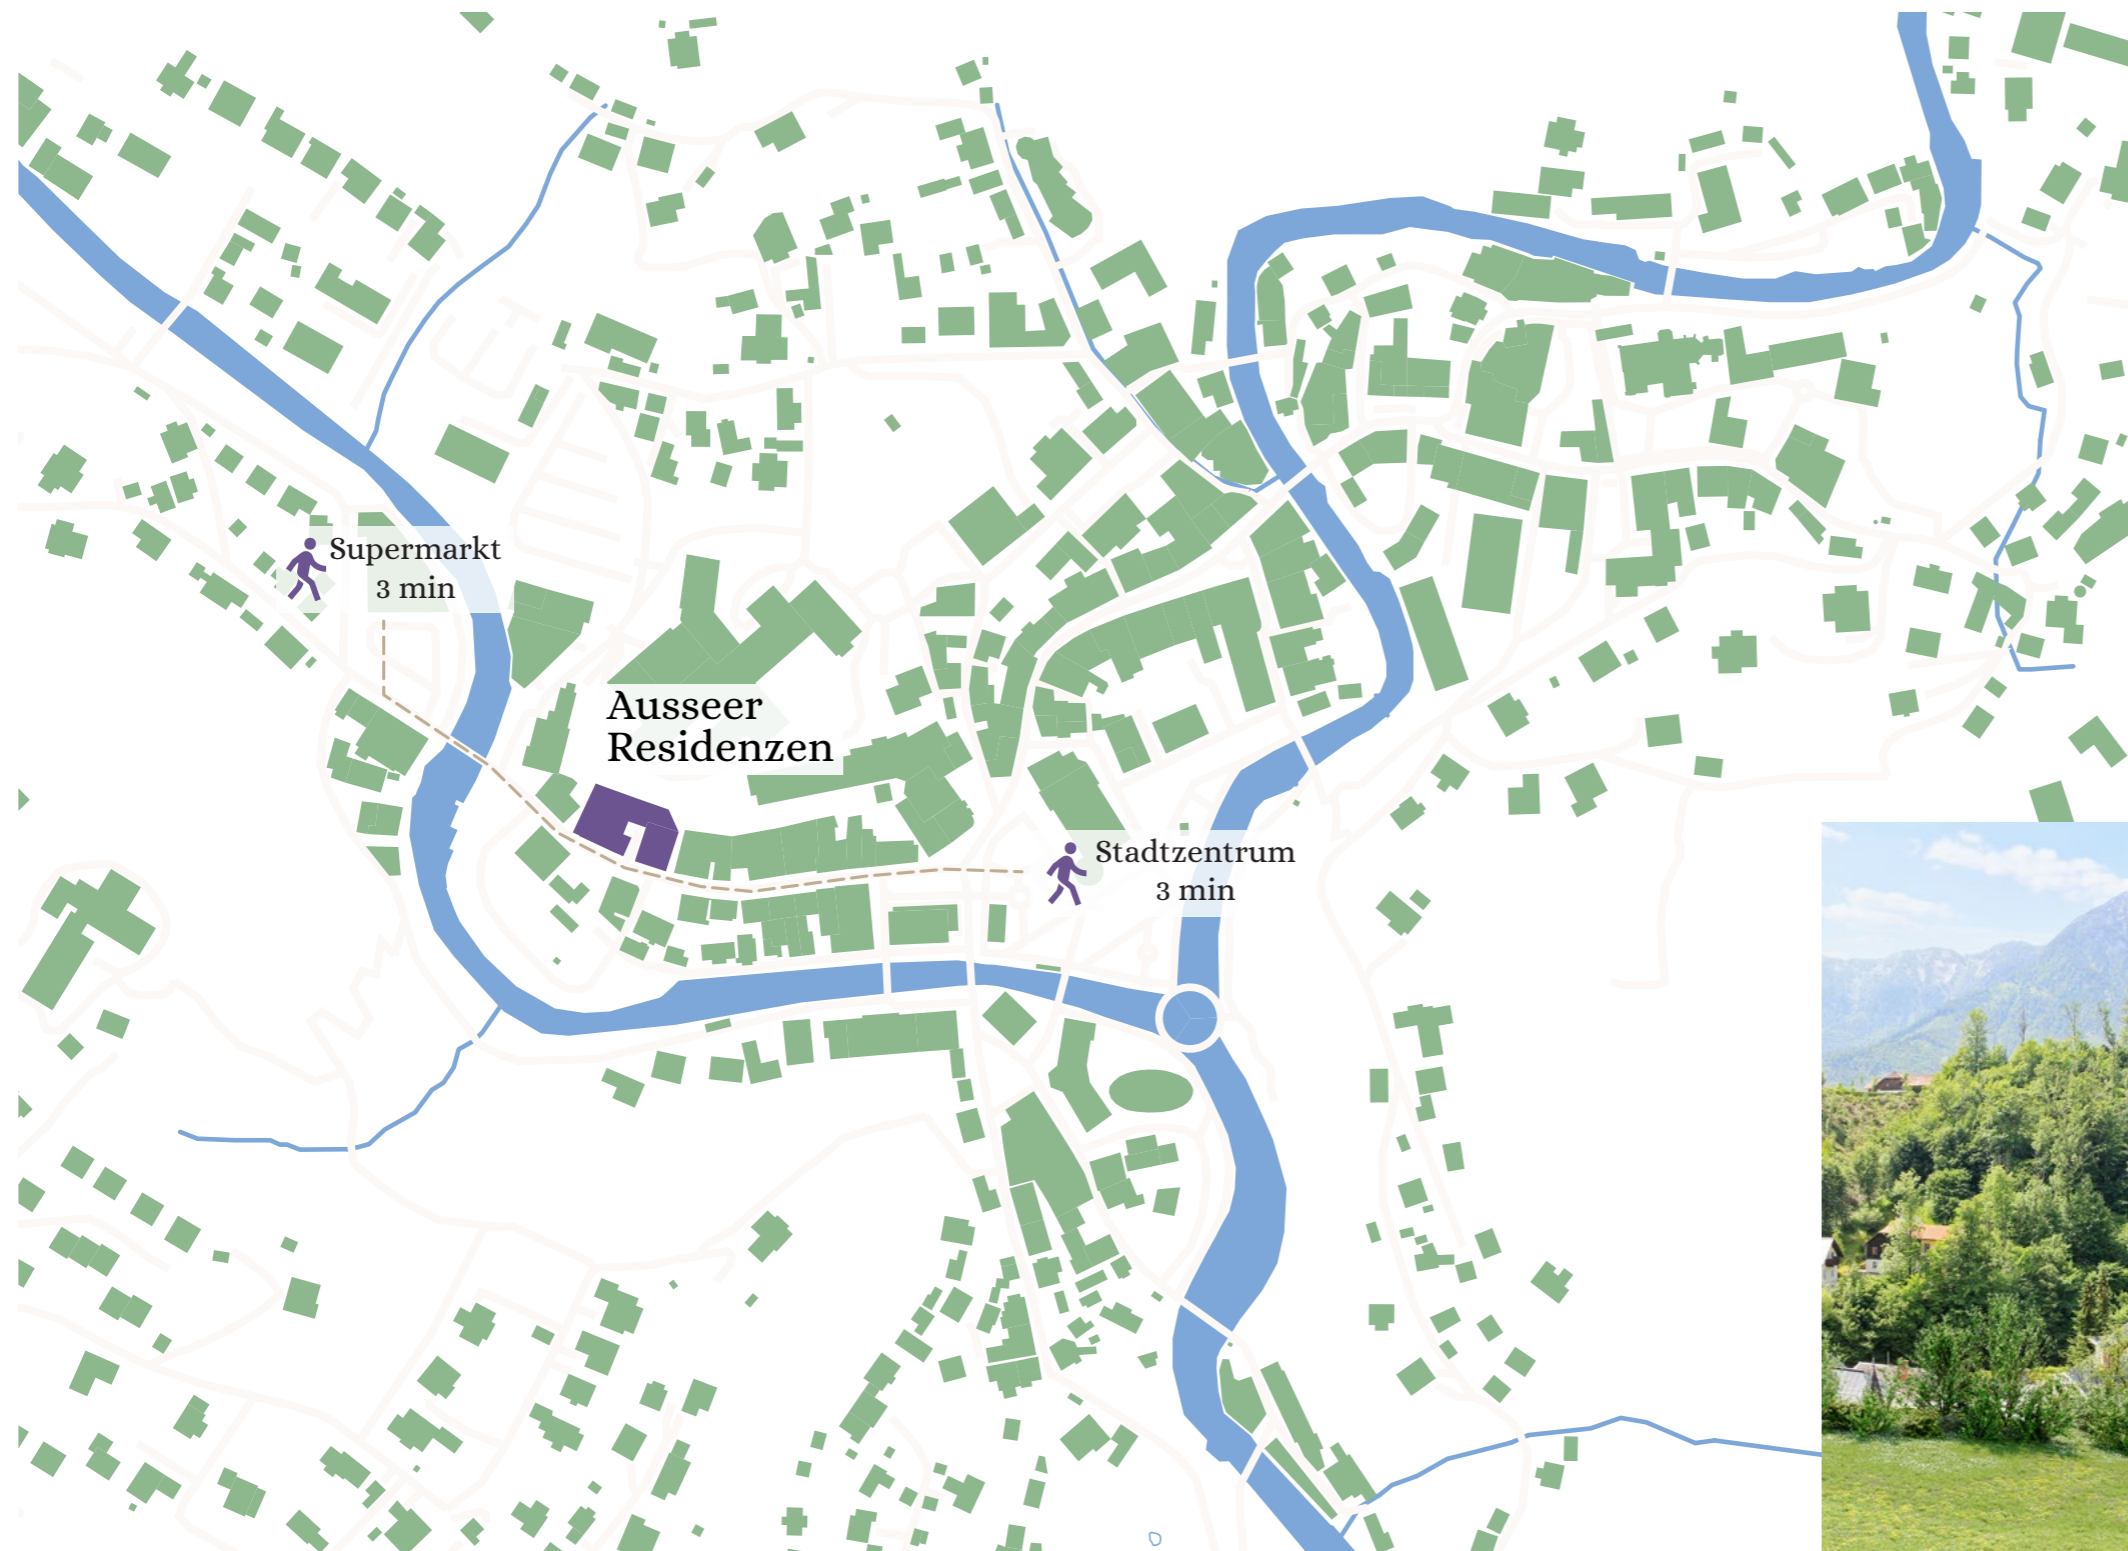 Supermarkt
3 min
Ausseer
Residenzen
Stadtzentrum
3 min